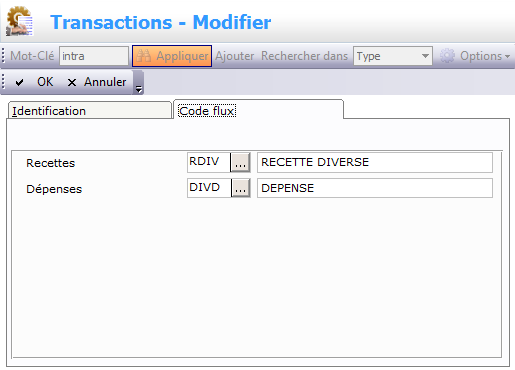 Transactions - Modifier
Mot-Clé intra Appliquer Ajouter Rechercher dans Type Options
OK Annuler
Identification Code flux
Recettes RDIV ... RECETTE DIVERSE
Dépenses DIVD ... DEPENSE